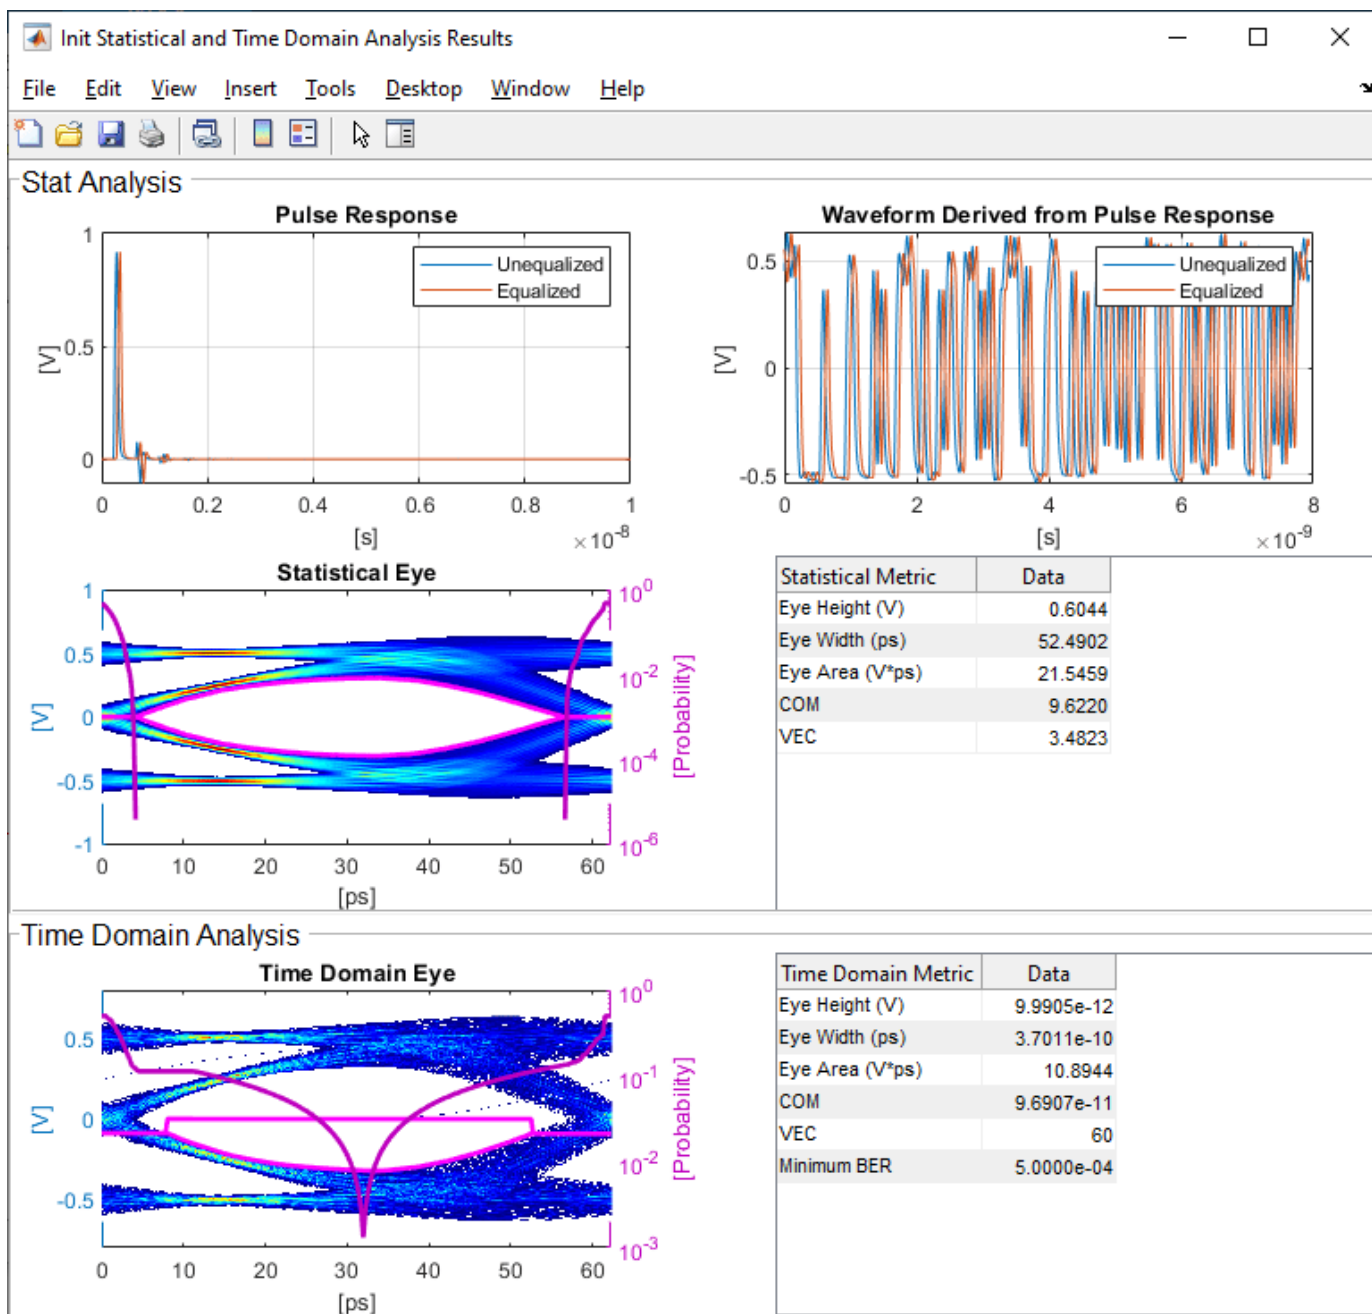 Init Statistical and Time Domain Analysis Results
File Edit View Insert Tools Desktop Window Help
Stat Analysis
Pulse Response
1
0.5
0
[V]
Unequalized
Equalized
0 0.2 0.4 0.6 0.8 1
[s]
×10-8
Waveform Derived from Pulse Response
0.5
0
-0.5
[V]
Unequalized
Equalized
0 2 4 6 8
[s]
×10-9
Statistical Eye
1
0.5
0
-0.5
-1
[V]
100
10-2
10-4
10-6
[Probability]
0 10 20 30 40 50 60
[ps]
Statistical Metric Data
Eye Height (V) 0.6044
Eye Width (ps) 52.4902
Eye Area (V*ps) 21.5459
COM 9.6220
VEC 3.4823
Time Domain Analysis
Time Domain Eye
0.5
0
-0.5
[V]
100
10-1
10-2
10-3
[Probability]
0 10 20 30 40 50 60
[ps]
Time Domain Metric Data
Eye Height (V) 9.9905e-12
Eye Width (ps) 3.7011e-10
Eye Area (V*ps) 10.8944
COM 9.6907e-11
VEC 60
Minimum BER 5.0000e-04